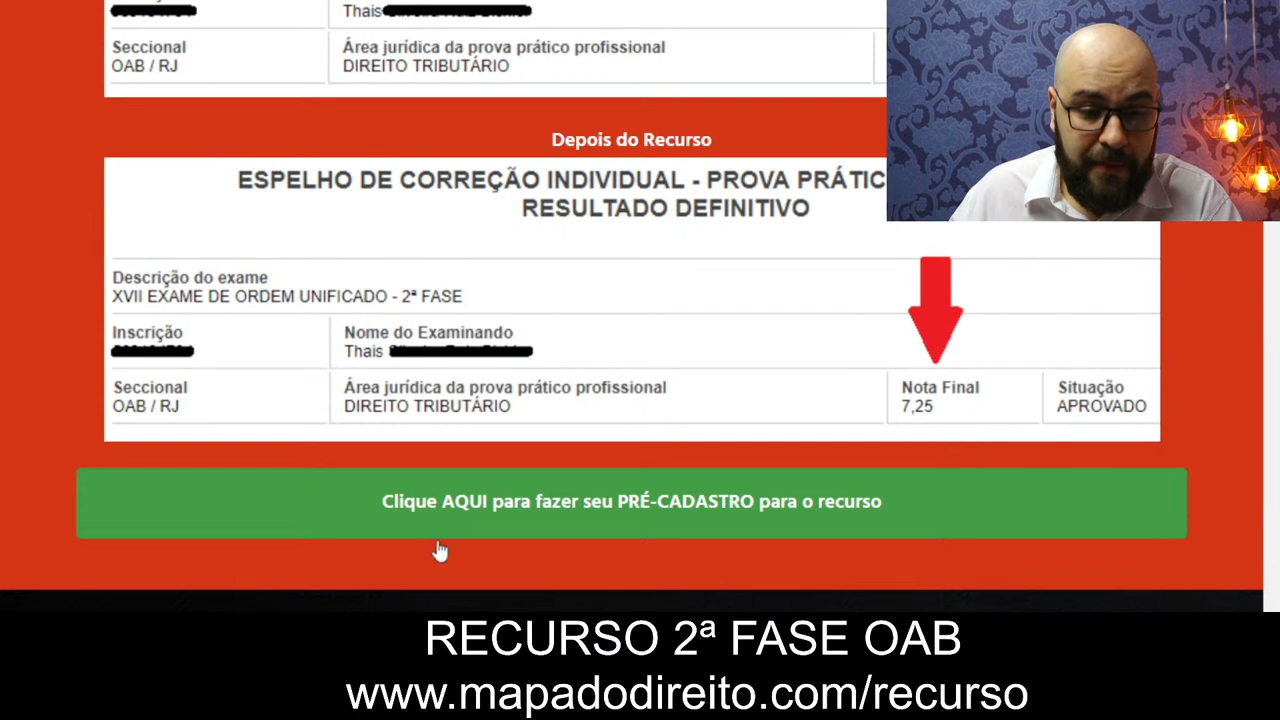 Thais
Seccional
Área jurídica da prova prático profissional
OAB / RJ
DIREITO TRIBUTÁRIO
Depois do Recurso
ESPELHO DE CORREÇÃO INDIVIDUAL - PROVA
RESULTADO DEFINITIVO
Descrição do exame
XVII EXAME DE ORDEM UNIFICADO - 2ª FASE
Inscrição
Nome do Examinando
Thais
Seccional
Área jurídica da prova prático profissional
Nota Final
Situação
OAB / RJ
DIREITO TRIBUTÁRIO
7,25
APROVADO
Clique AQUI para fazer seu PRÉ-CADASTRO para o recurso
RECURSO 2ª FASE OAB
www.mapadodireito.com/recurso